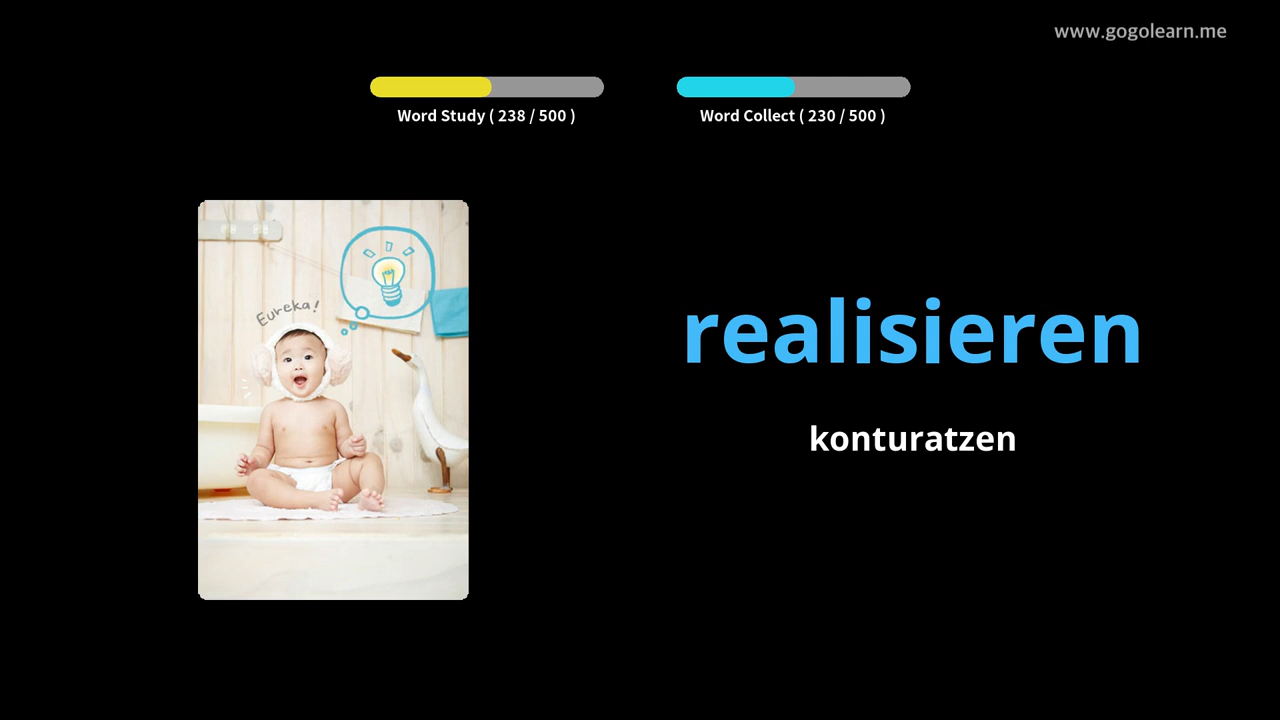 www.gogolearn.me
Word Study ( 238 / 500 )
Word Collect ( 230 / 500 )
Eureka!
realisieren
konturatzen